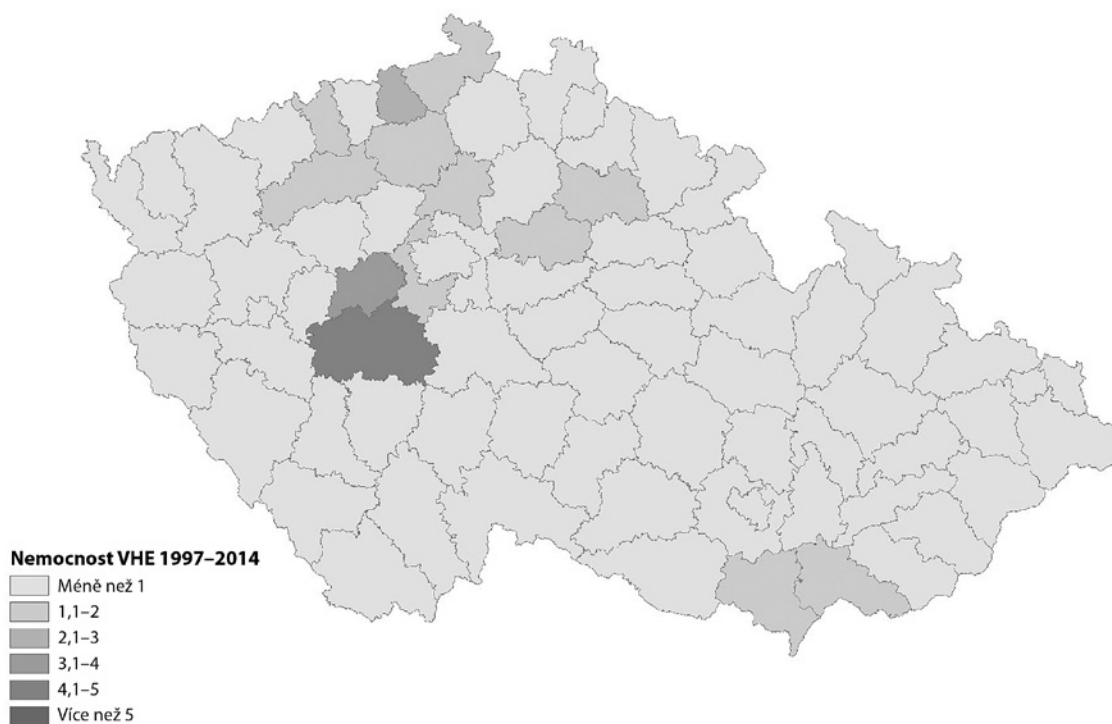 Nemocnost VHE 1997–2014
Méně než 1
1,1–2
2,1–3
3,1–4
4,1–5
Více než 5